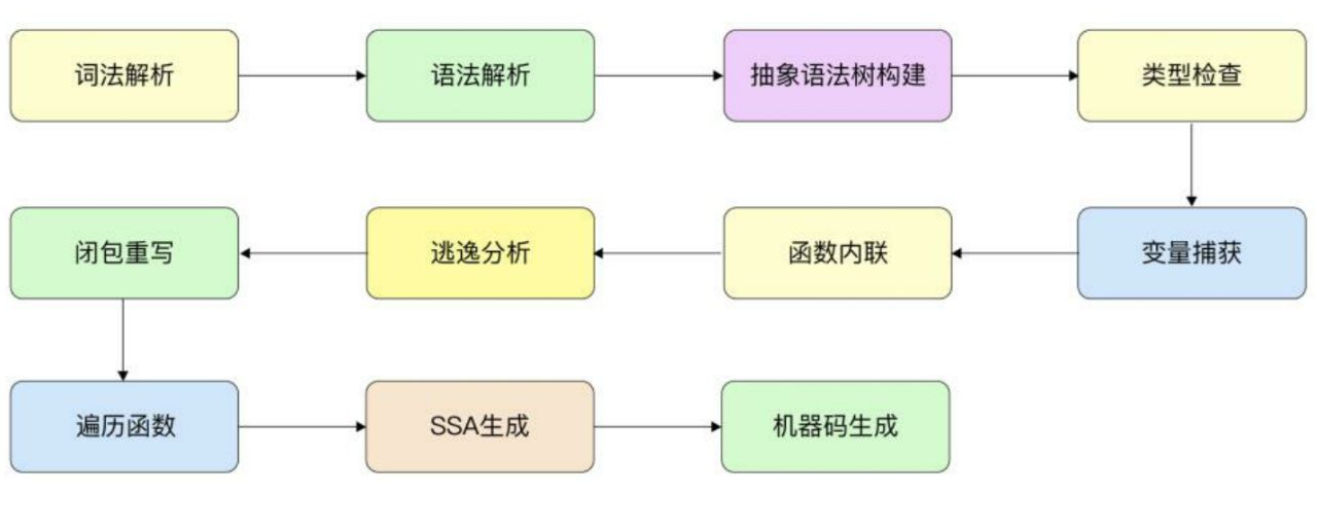 词法解析
语法解析
抽象语法树构建
类型检查
变量捕获
函数内联
逃逸分析
闭包重写
遍历函数
SSA生成
机器码生成